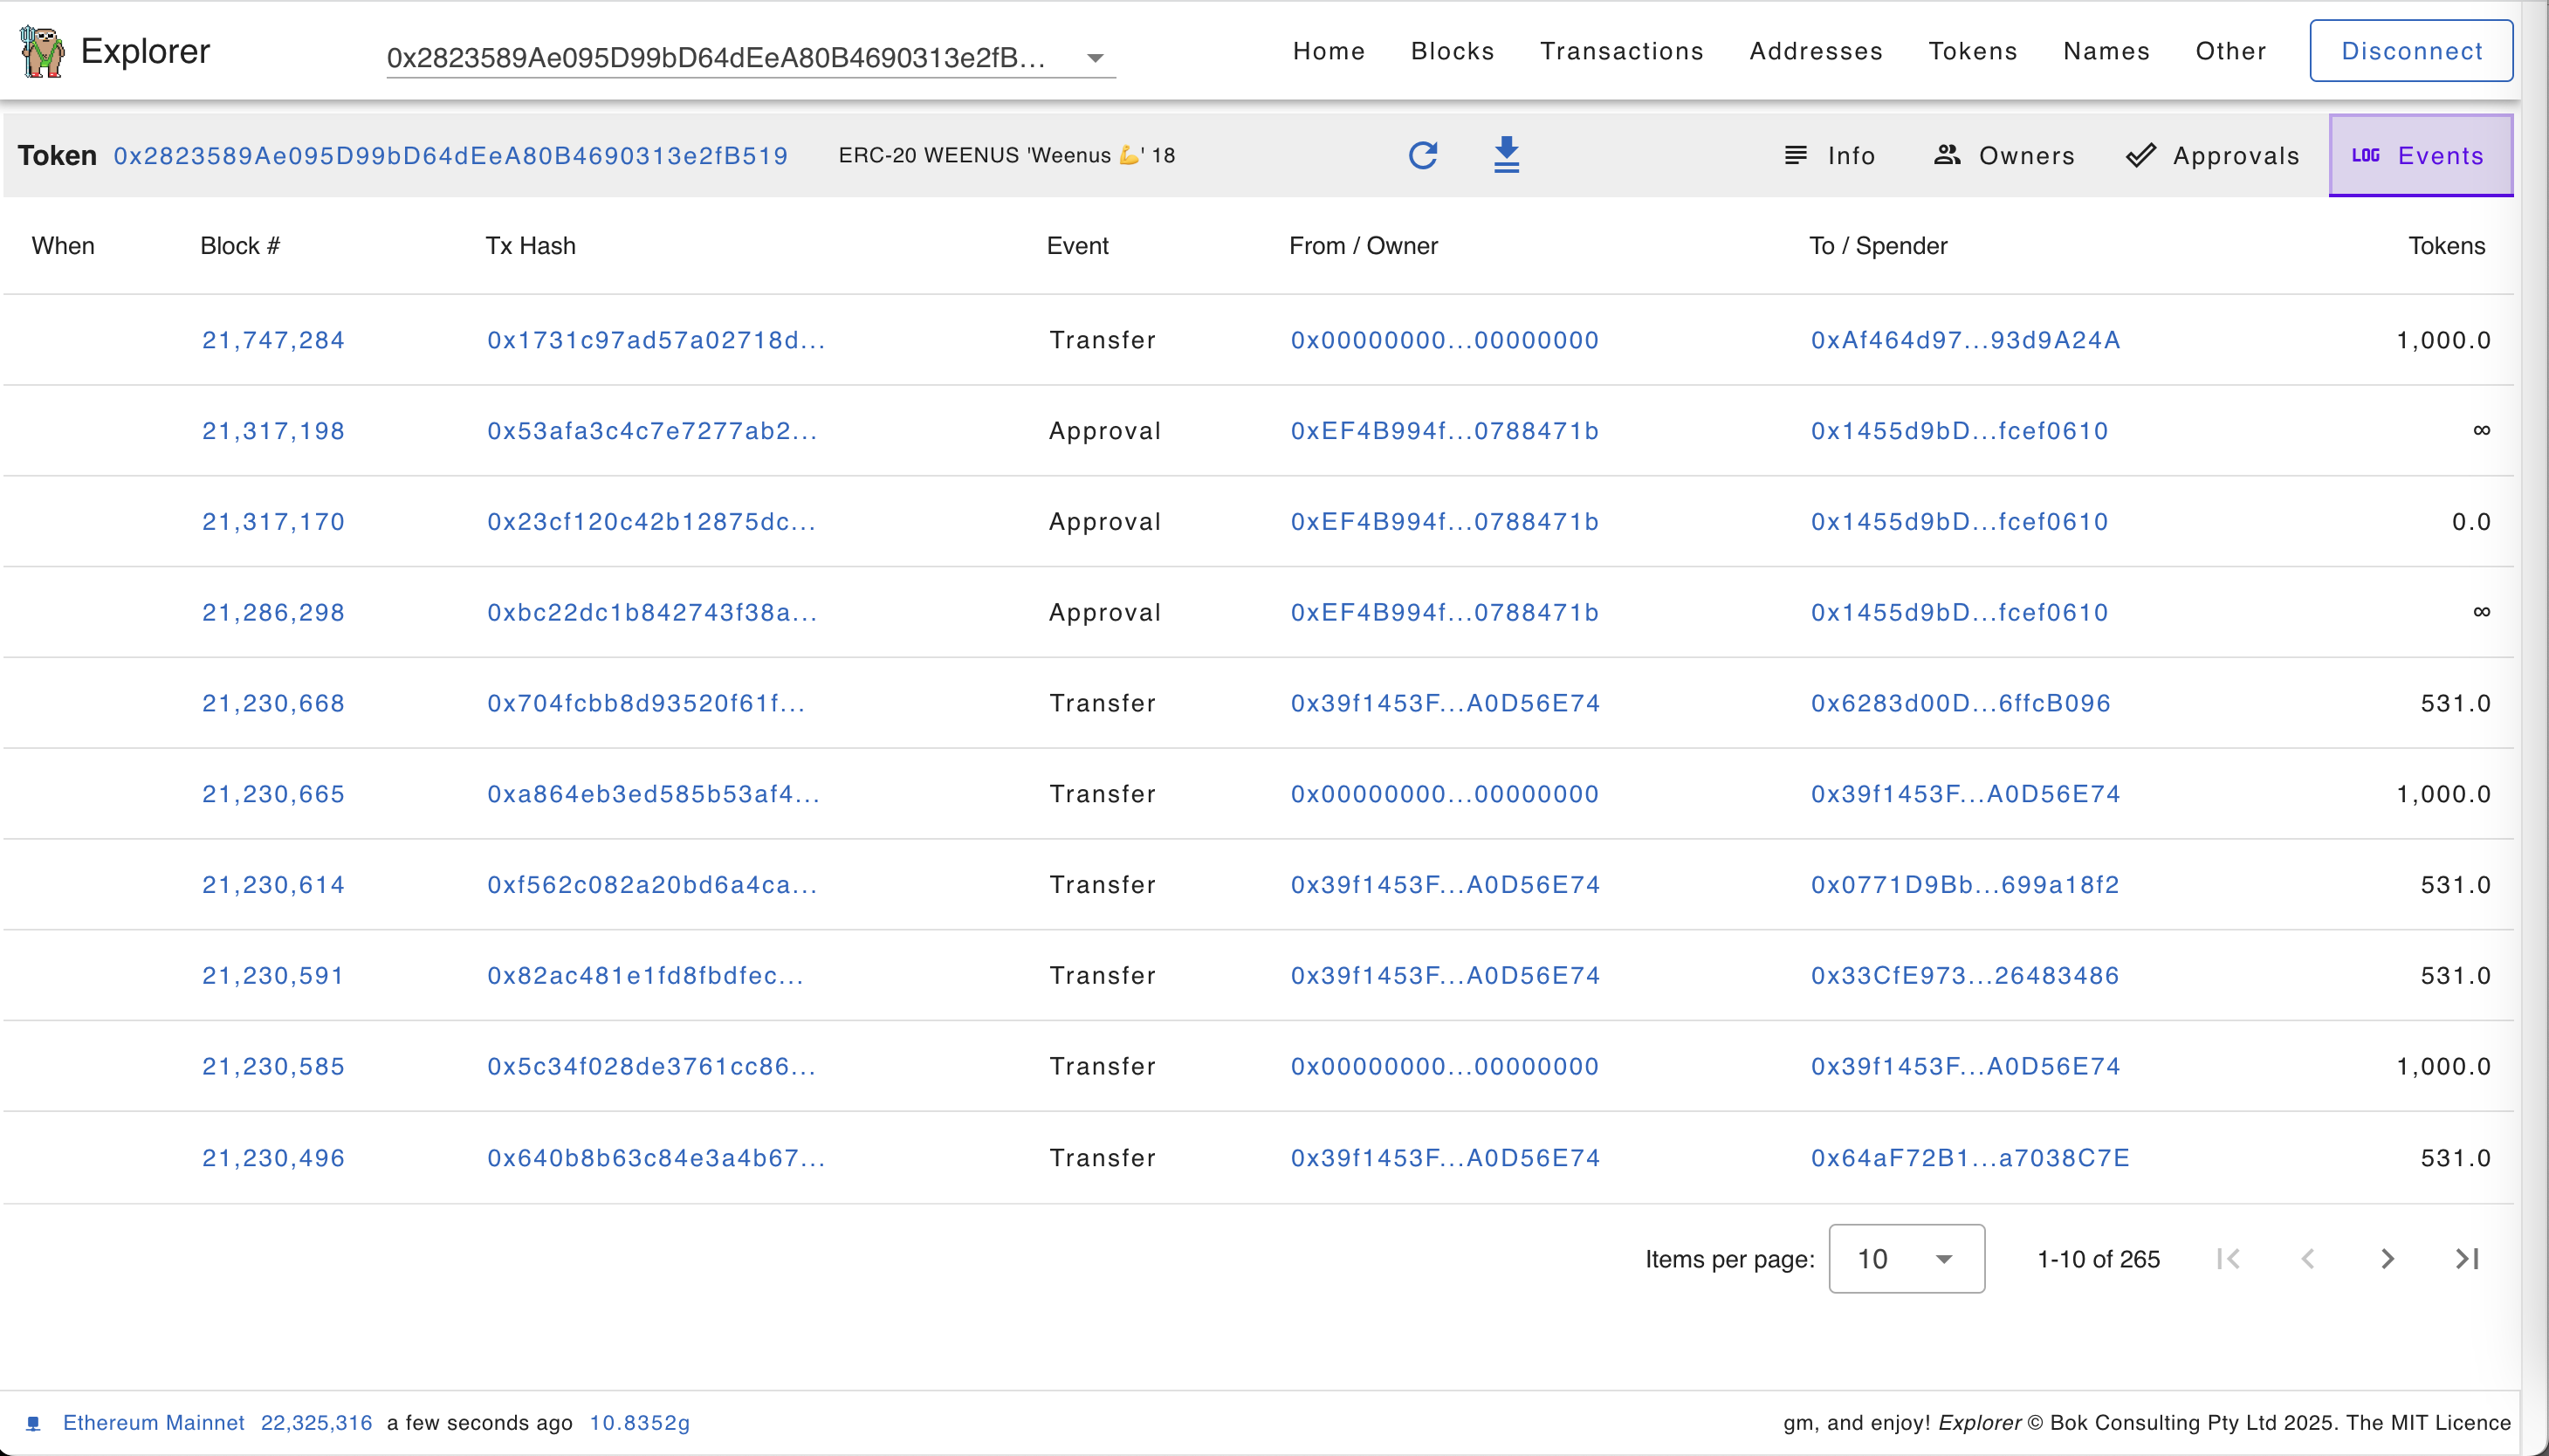 Explorer 0x2823589Ae095D99bD64dEeA80B4690313e2fB... Home Blocks Transactions Addresses Tokens Names Other Disconnect
Token 0x2823589Ae095D99bD64dEeA80B4690313e2fB519 ERC-20 WEENUS 'Weenus 💪' 18 Info Owners Approvals LOG Events
When Block # Tx Hash Event From / Owner To / Spender Tokens
21,747,284 0x1731c97ad57a02718d... Transfer 0x00000000...00000000 0xAf464d97...93d9A24A 1,000.0
21,317,198 0x53afa3c4c7e7277ab2... Approval 0xEF4B994f...0788471b 0x1455d9bD...fcef0610 ∞
21,317,170 0x23cf120c42b12875dc... Approval 0xEF4B994f...0788471b 0x1455d9bD...fcef0610 0.0
21,286,298 0xbc22dc1b842743f38a... Approval 0xEF4B994f...0788471b 0x1455d9bD...fcef0610 ∞
21,230,668 0x704fcbb8d93520f61f... Transfer 0x39f1453F...A0D56E74 0x6283d00D...6ffcB096 531.0
21,230,665 0xa864eb3ed585b53af4... Transfer 0x00000000...00000000 0x39f1453F...A0D56E74 1,000.0
21,230,614 0xf562c082a20bd6a4ca... Transfer 0x39f1453F...A0D56E74 0x0771D9Bb...699a18f2 531.0
21,230,591 0x82ac481e1fd8fbdfec... Transfer 0x39f1453F...A0D56E74 0x33CfE973...26483486 531.0
21,230,585 0x5c34f028de3761cc86... Transfer 0x00000000...00000000 0x39f1453F...A0D56E74 1,000.0
21,230,496 0x640b8b63c84e3a4b67... Transfer 0x39f1453F...A0D56E74 0x64aF72B1...a7038C7E 531.0
Items per page: 10 1-10 of 265
Ethereum Mainnet 22,325,316 a few seconds ago 10.8352g gm, and enjoy! Explorer © Bok Consulting Pty Ltd 2025. The MIT Licence